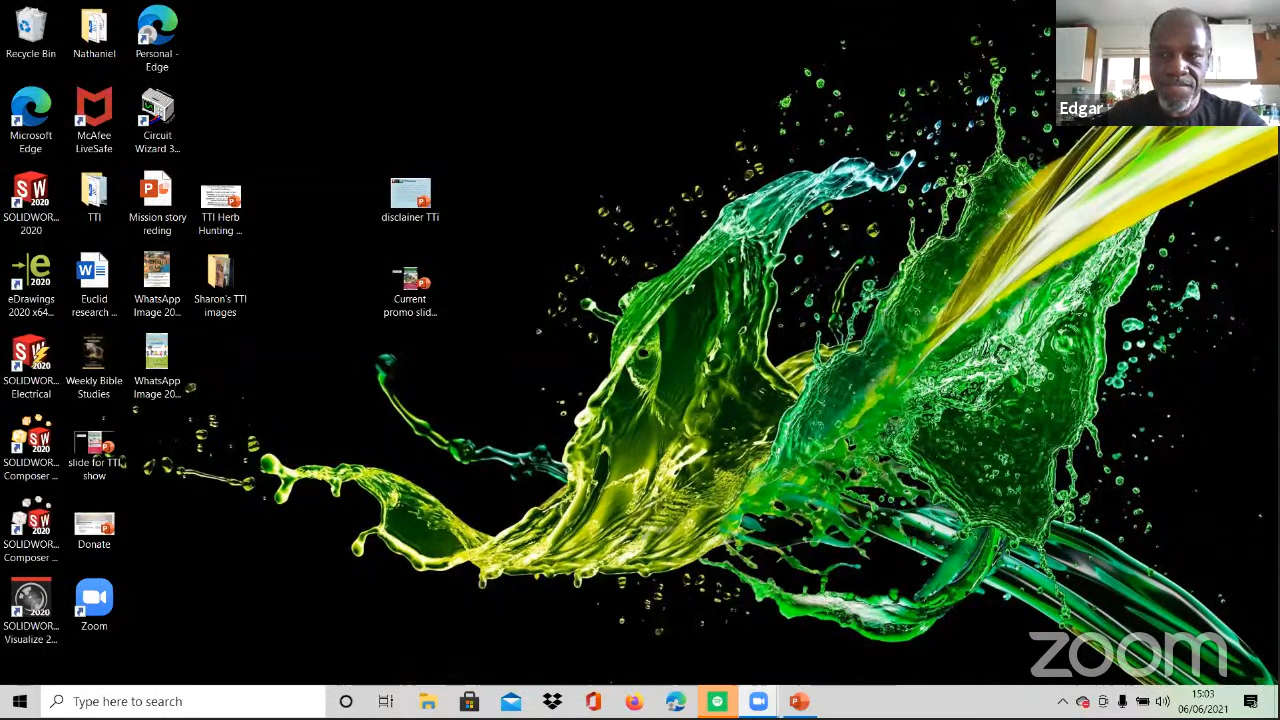 Recycle Bin
Nathaniel
Personal -
Edge
Edgar
Microsoft
Edge
McAfee
LiveSafe
Circuit
Wizard 3...
SOLIDWOR...
2020
TTI
Mission story
reding
TTI Herb
Hunting ...
disclainer TTi
eDrawings
2020 x64...
Euclid
research ...
WhatsApp
Image 20...
Sharon's TTI
images
Current
promo slid...
SOLIDWOR...
Electrical
Weekly Bible
Studies
WhatsApp
Image 20...
SOLIDWOR...
Composer ...
slide for TTI
show
SOLIDWOR...
Composer ...
Donate
SOLIDWOR...
Visualize 2...
Zoom
zoom
Type here to search
15:03
06/06/2021